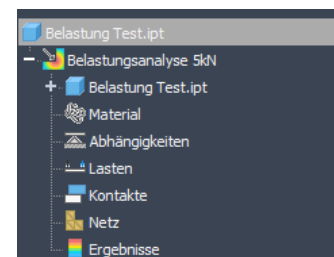 Belastung Test.ipt
Belastungsanalyse 5kN
Belastung Test.ipt
Material
Abhängigkeiten
Lasten
Kontakte
Netz
Ergebnisse